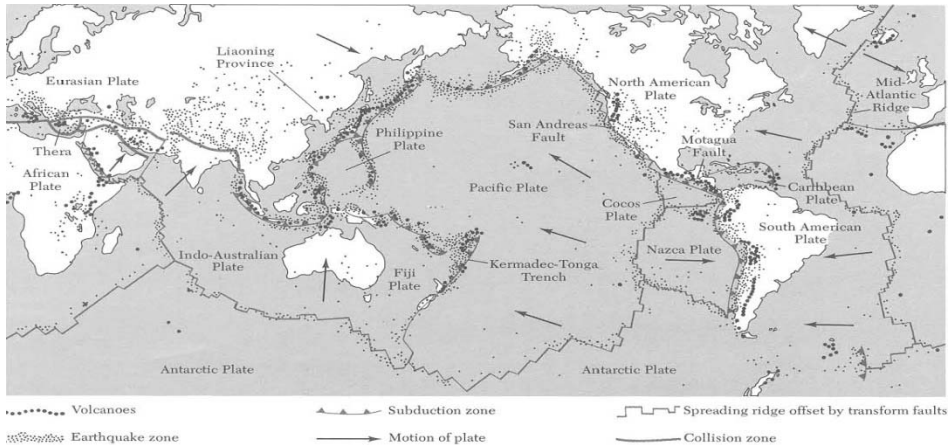 Liaoning
Province
Eurasian Plate
North American
Plate
Mid-
Atlantic
Ridge
San Andreas
Fault
Motagua
Fault
Philippine
Plate
Thera
African
Plate
Pacific Plate
Caribbean
Plate
Cocos
Plate
South American
Plate
Indo-Australian
Plate
Fiji
Plate
Kermadec-Tonga
Trench
Nazca Plate
Antarctic Plate
Antarctic Plate
Volcanoes
Subduction zone
Spreading ridge offset by transform faults
Earthquake zone
Motion of plate
Collision zone